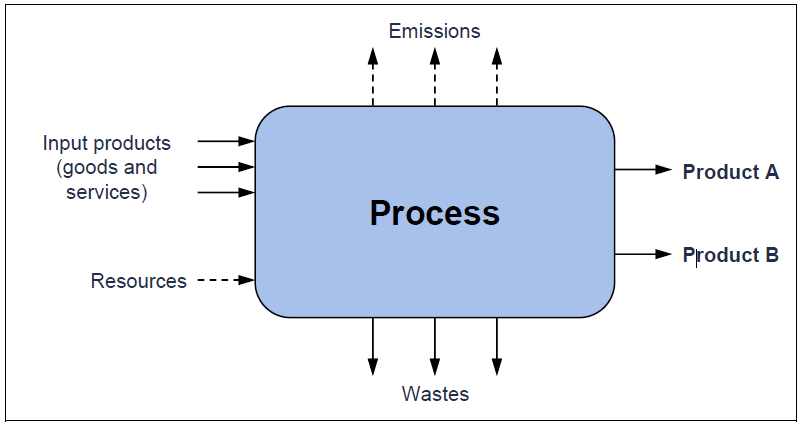 Emissions
Input products
(goods and
services)
Process
Product A
Product B
Resources
Wastes